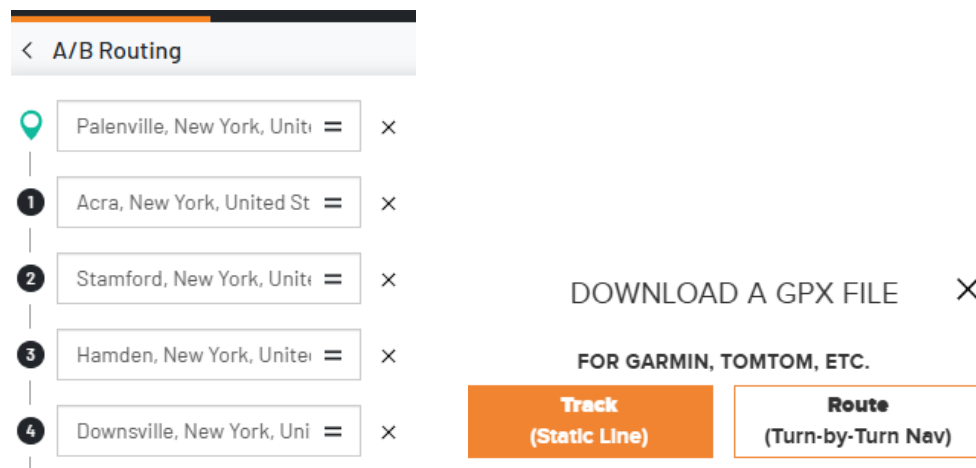 A/B Routing
Palenville, New York, Unit
1
Acra, New York, United St
2
Stamford, New York, Unit
3
Hamden, New York, Unite
4
Downsville, New York, Uni
DOWNLOAD A GPX FILE
FOR GARMIN, TOMTOM, ETC.
Track
(Static Line)
Route
(Turn-by-Turn Nav)